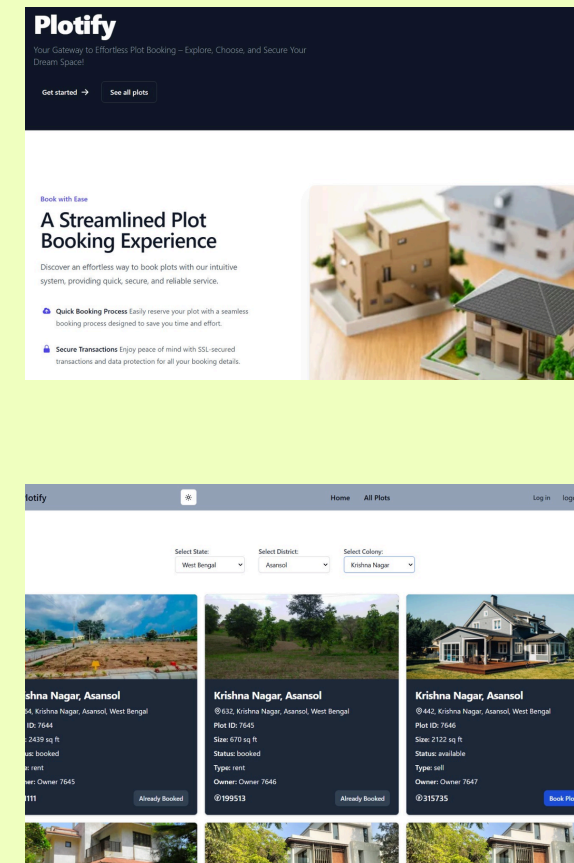 Plotify
Your Gateway to Effortless Plot Booking – Explore, Choose, and Secure Your
Dream Space!
Get started →
See all plots
Book with Ease
A Streamlined Plot
Booking Experience
Discover an effortless way to book plots with our intuitive
system, providing quick, secure, and reliable service.
Quick Booking Process Easily reserve your plot with a seamless
booking process designed to save you time and effort.
Secure Transactions Enjoy peace of mind with SSL-secured
transactions and data protection for all your booking details.
lotify
Home
All Plots
Log in
Select State:
Select District:
Select Colony:
West Bengal
Asansol
Krishna Nagar
shna Nagar, Asansol
Krishna Nagar, Asansol, West Bengal
ID: 7644
2439 sq ft
us: booked
rent
er: Owner 7645
111
Already Booked
Krishna Nagar, Asansol
632, Krishna Nagar, Asansol, West Bengal
Plot ID: 7645
Size: 670 sq ft
Status: booked
Type: rent
Owner: Owner 7646
199513
Already Booked
Krishna Nagar, Asansol
442, Krishna Nagar, Asansol, West Bengal
Plot ID: 7646
Size: 2122 sq ft
Status: available
Type: sell
Owner: Owner 7647
315735
Book Plo